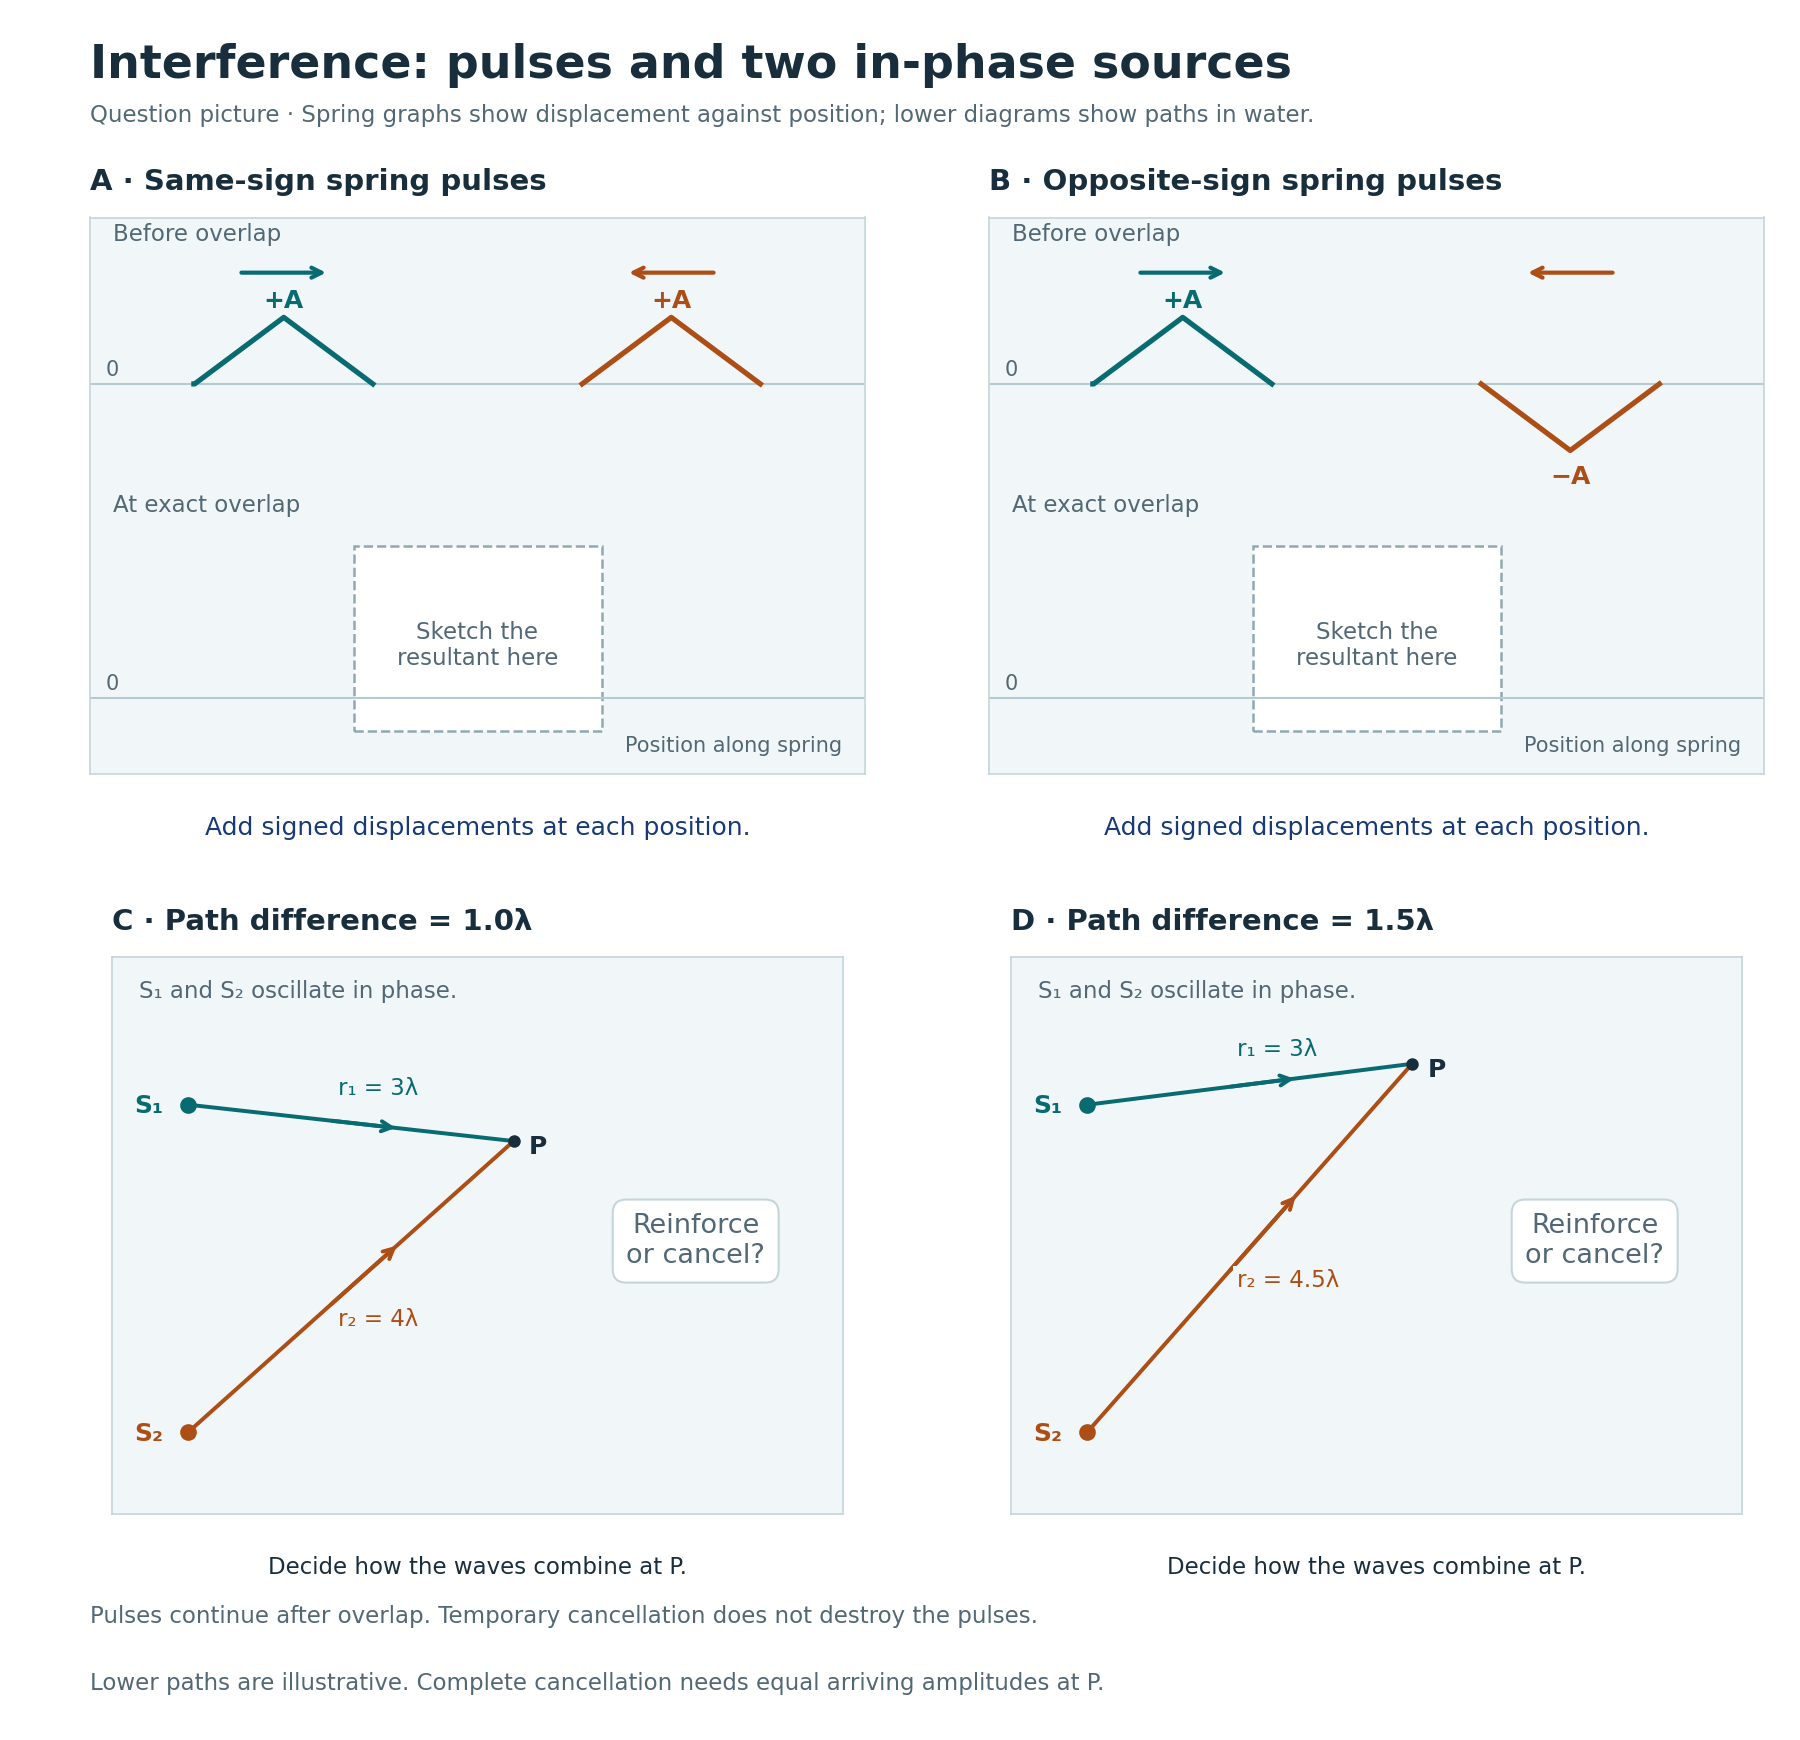 Interference: pulses and two in-phase sources
Question picture · Spring graphs show displacement against position; lower diagrams show paths in water.
A · Same-sign spring pulses
Before overlap
+A
+A
0
At exact overlap
Sketch the
resultant here
0
Position along spring
Add signed displacements at each position.
B · Opposite-sign spring pulses
Before overlap
+A
0
−A
At exact overlap
Sketch the
resultant here
0
Position along spring
Add signed displacements at each position.
C · Path difference = 1.0λ
S₁ and S₂ oscillate in phase.
r₁ = 3λ
S₁
P
Reinforce
or cancel?
r₂ = 4λ
S₂
Decide how the waves combine at P.
D · Path difference = 1.5λ
S₁ and S₂ oscillate in phase.
r₁ = 3λ
P
S₁
Reinforce
or cancel?
r₂ = 4.5λ
S₂
Decide how the waves combine at P.
Pulses continue after overlap. Temporary cancellation does not destroy the pulses.
Lower paths are illustrative. Complete cancellation needs equal arriving amplitudes at P.